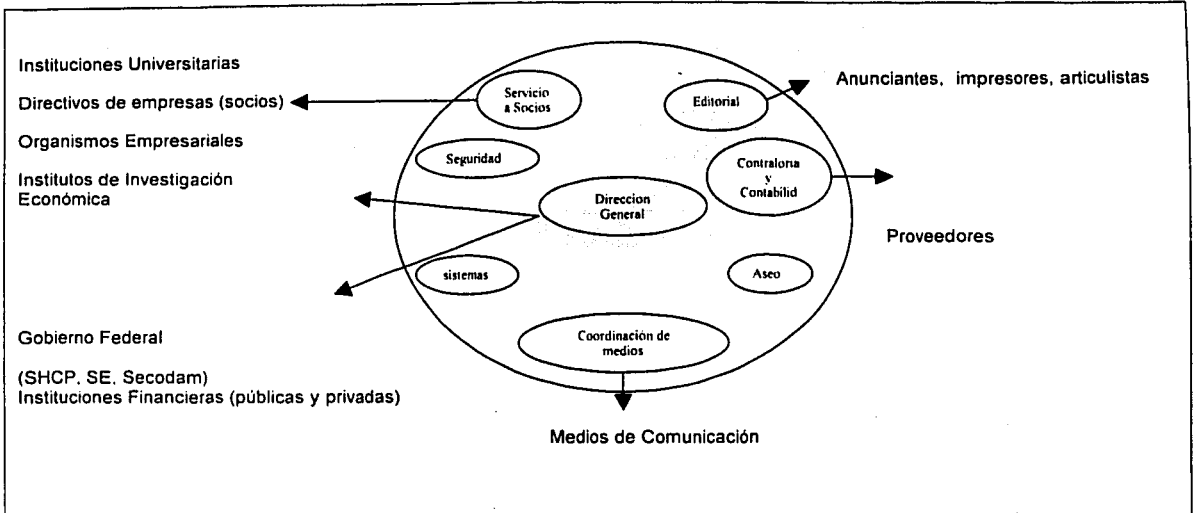 Instituciones Universitarias
Directivos de empresas (socios)
Organismos Empresariales
Institutos de Investigación
Económica
Gobierno Federal
(SHCP, SE, Secodam)
Instituciones Financieras (públicas y privadas)
Servicio
a Socios
Editorial
Seguridad
Contraloria
y
Contabilid
Direccion
General
sistemas
Aseo
Coordinación de
medios
Anunciantes, impresores, articulistas
Proveedores
Medios de Comunicación